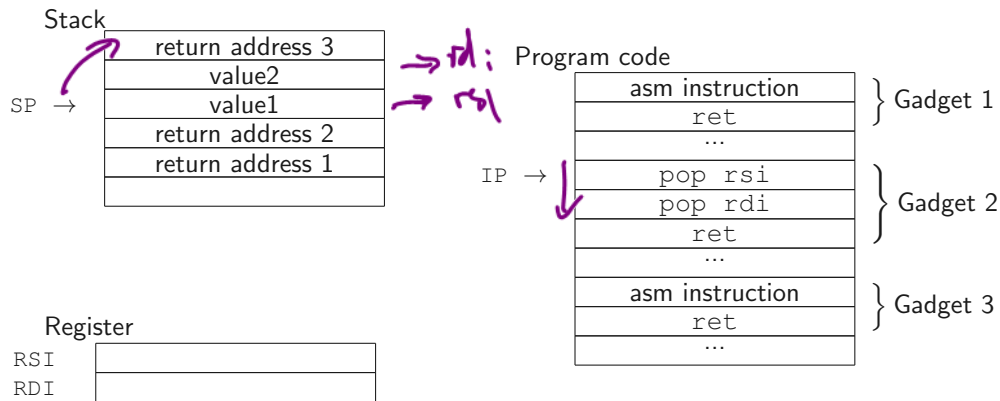 Stack
return address 3
value2
value1
return address 2
return address 1
SP →
→ rdi
→ rsi
Program code
asm instruction
ret
...
pop rsi
pop rdi
ret
...
asm instruction
ret
...
IP →
} Gadget 1
} Gadget 2
} Gadget 3
Register
RSI
RDI